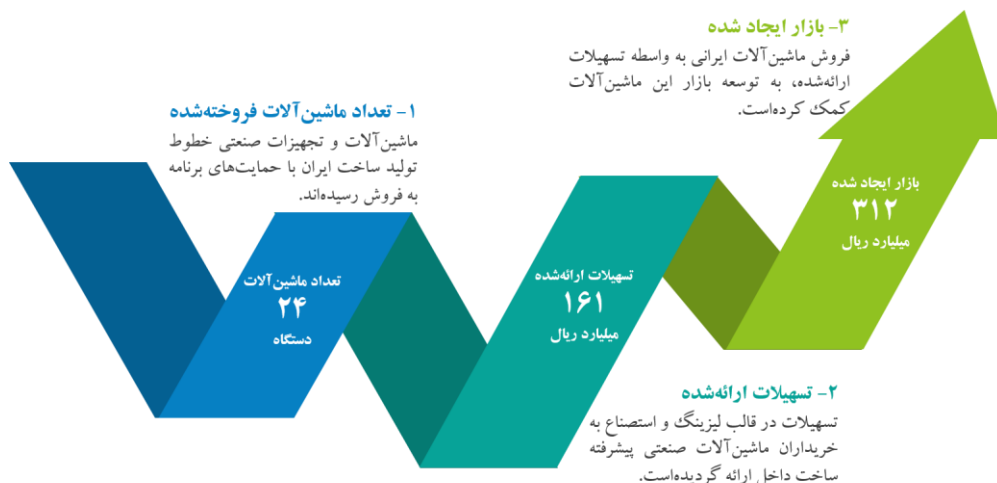 ۱- تعداد ماشین‌آلات فروخته‌شده
ماشین‌آلات و تجهیزات صنعتی خطوط
تولید ساخت ایران با حمایت‌های برنامه
به فروش رسیده‌اند.
تعداد ماشین‌آلات
۲۴
دستگاه
۲- تسهیلات ارائه‌شده
تسهیلات در قالب لیزینگ و استصناع به
خریداران ماشین‌آلات صنعتی پیشرفته
ساخت داخل ارائه گردیده‌است.
تسهیلات ارائه‌شده
۱۶۱
میلیارد ریال
۳- بازار ایجاد شده
فروش ماشین‌آلات ایرانی به واسطه تسهیلات
ارائه‌شده، به توسعه بازار این ماشین‌آلات
کمک کرده‌است.
بازار ایجاد شده
۳۱۲
میلیارد ریال